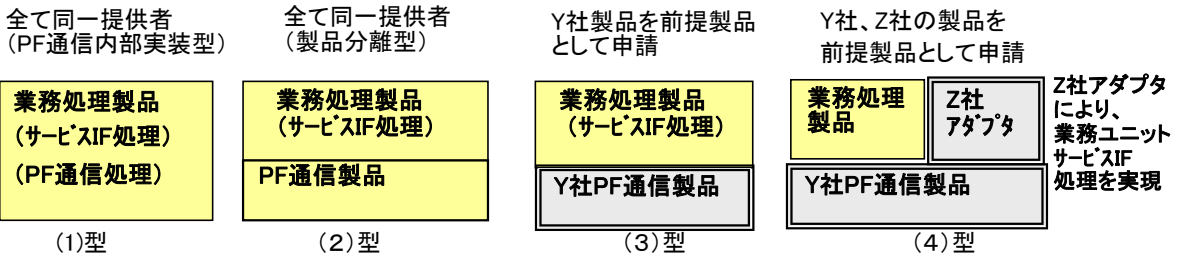 全て同一提供者
(PF通信内部実装型)
業務処理製品
(サービスIF処理)
(PF通信処理)
(1)型
全て同一提供者
(製品分離型)
業務処理製品
(サービスIF処理)
PF通信製品
(2)型
Y社製品を前提製品
として申請
業務処理製品
(サービスIF処理)
Y社PF通信製品
(3)型
Y社、Z社の製品を
前提製品として申請
業務処理
製品
Z社
アダプタ
Y社PF通信製品
Z社アダプタ
により、
業務ユニット
サービスIF
処理を実現
(4)型